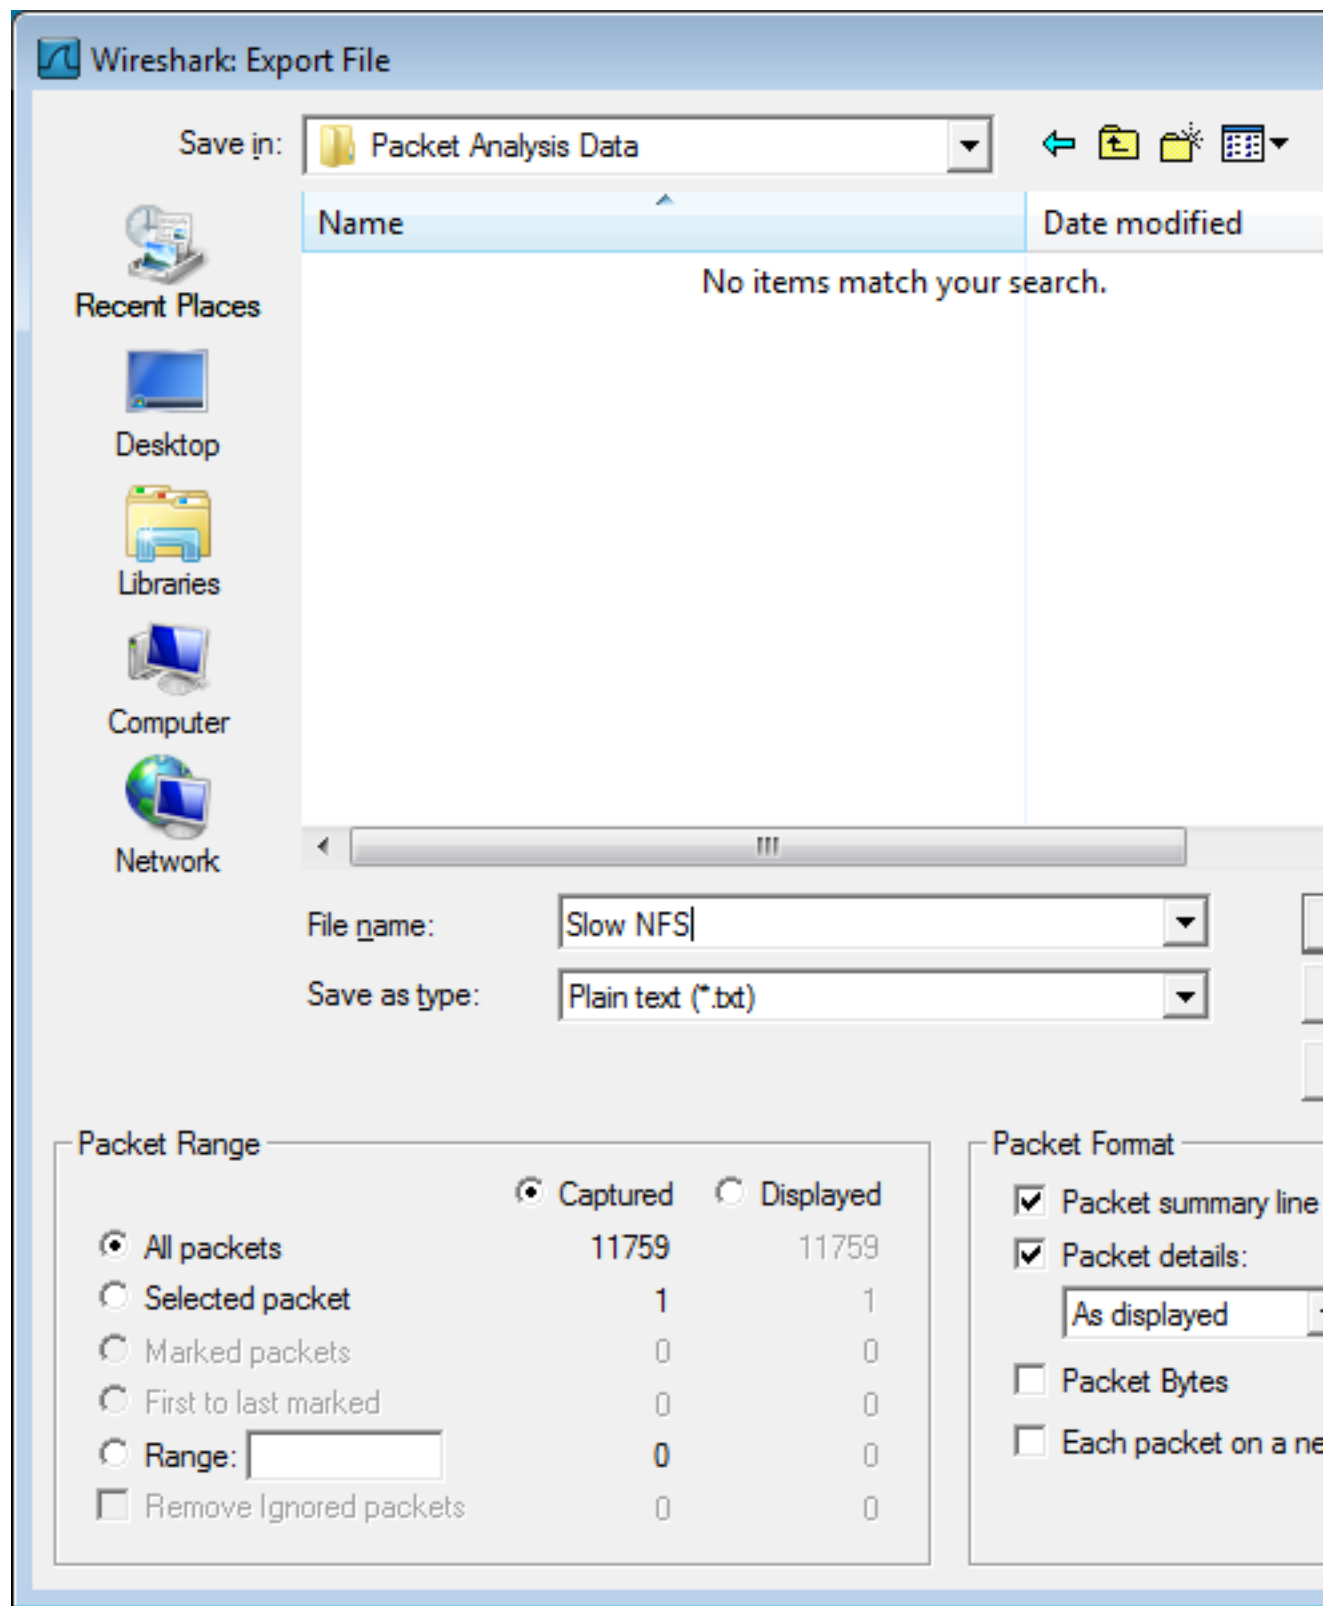 Wireshark: Export File
Save in: Packet Analysis Data
Name Date modified
No items match your search.
Recent Places
Desktop
Libraries
Computer
Network
File name: Slow NFS
Save as type: Plain text (*.txt)
Packet Range
Captured Displayed
All packets 11759 11759
Selected packet 1 1
Marked packets 0 0
First to last marked 0 0
Range: 0 0
Remove Ignored packets 0 0
Packet Format
Packet summary line
Packet details:
As displayed
Packet Bytes
Each packet on a ne